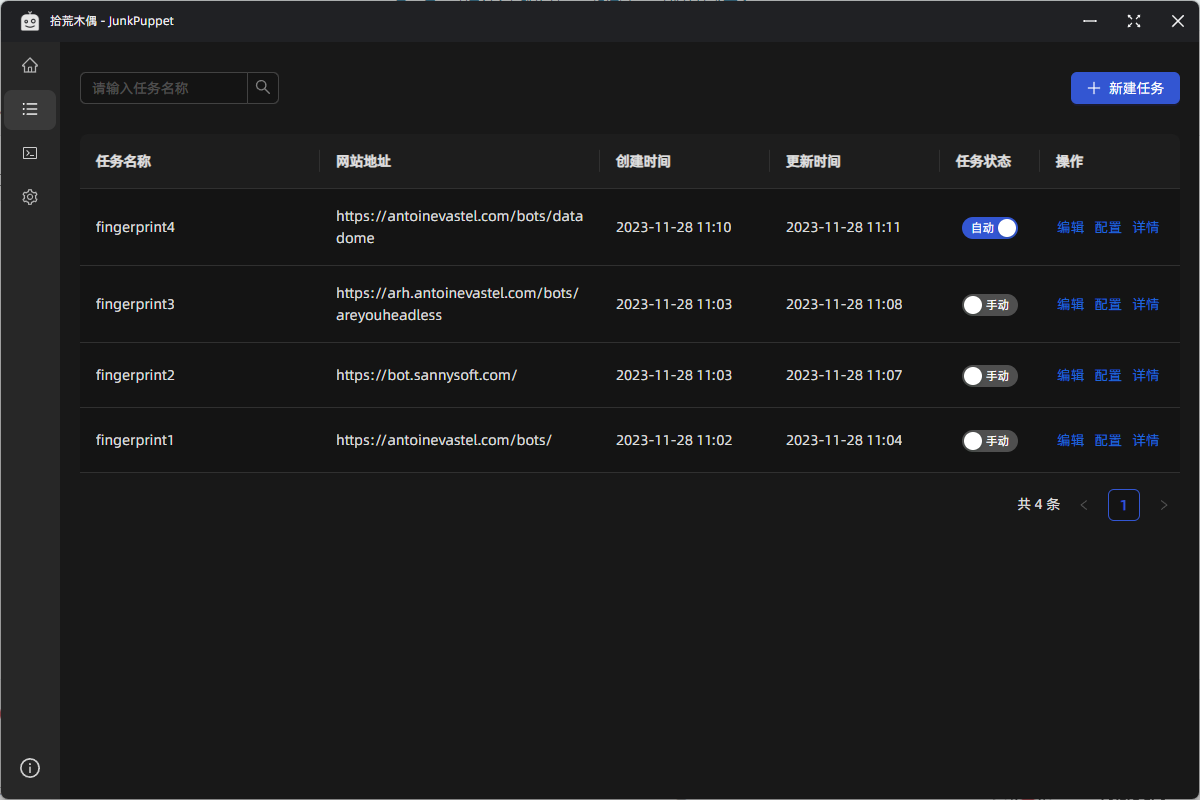 拾荒木偶 - JunkPuppet
请输入任务名称
新建任务
任务名称 网站地址 创建时间 更新时间 任务状态 操作
fingerprint4 https://antoinevastel.com/bots/data 2023-11-28 11:10 2023-11-28 11:11 自动 编辑 配置 详情
dome
fingerprint3 https://arh.antoinevastel.com/bots/ 2023-11-28 11:03 2023-11-28 11:08 手动 编辑 配置 详情
areyouheadless
fingerprint2 https://bot.sannysoft.com/ 2023-11-28 11:03 2023-11-28 11:07 手动 编辑 配置 详情
fingerprint1 https://antoinevastel.com/bots/ 2023-11-28 11:02 2023-11-28 11:04 手动 编辑 配置 详情
共 4 条 < 1 >